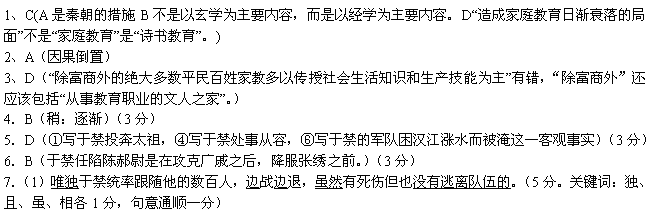 1、C(A 是秦朝的措施 B 不是以玄学为主要内容，而是以经学为主要内容。D“造成家庭教育日渐衰落的局
面”不是“家庭教育”是“诗书教育”。)
2、A（因果倒置）
3、D（“除富商外的绝大多数平民百姓家教多以传授社会生活知识和生产技能为主”有错，“除富商外”还
应该包括“从事教育职业的文人之家”。）
4．B（稍：逐渐）（3 分）
5．D（①写于禁投奔太祖，④写于禁处事从容，⑥写于禁的军队困汉江涨水而被淹这一客观事实）（3 分）
6．B（于禁任陷陈都尉是在攻克广戚之后，降服张绣之前。）（3 分）
7．（1）唯独于禁统率跟随他的数百人，边战边退，虽然有死伤但也没有逃离队伍的。（5 分。关键词：独、
且、虽、相各 1 分，句意通顺一分）